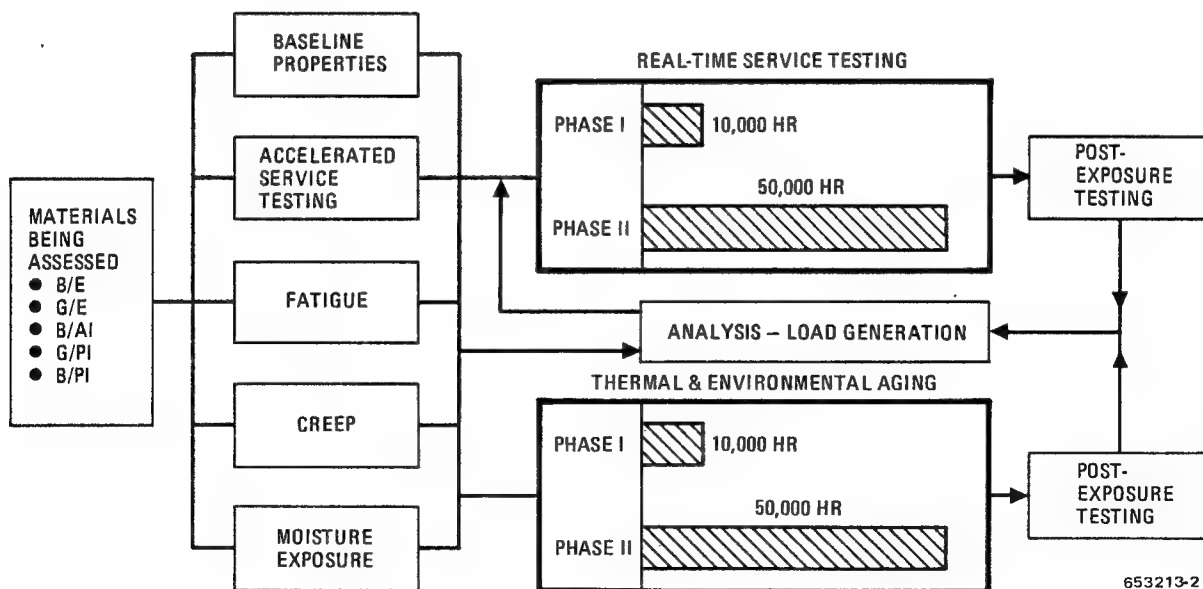 MATERIALS
BEING
ASSESSED
● B/E
● G/E
● B/AI
● G/PI
● B/PI
BASELINE
PROPERTIES
ACCELERATED
SERVICE
TESTING
FATIGUE
CREEP
MOISTURE
EXPOSURE
REAL-TIME SERVICE TESTING
PHASE I
10,000 HR
50,000 HR
PHASE II
ANALYSIS – LOAD GENERATION
THERMAL & ENVIRONMENTAL AGING
PHASE I
10,000 HR
50,000 HR
PHASE II
POST-
EXPOSURE
TESTING
POST-
EXPOSURE
TESTING
653213-2